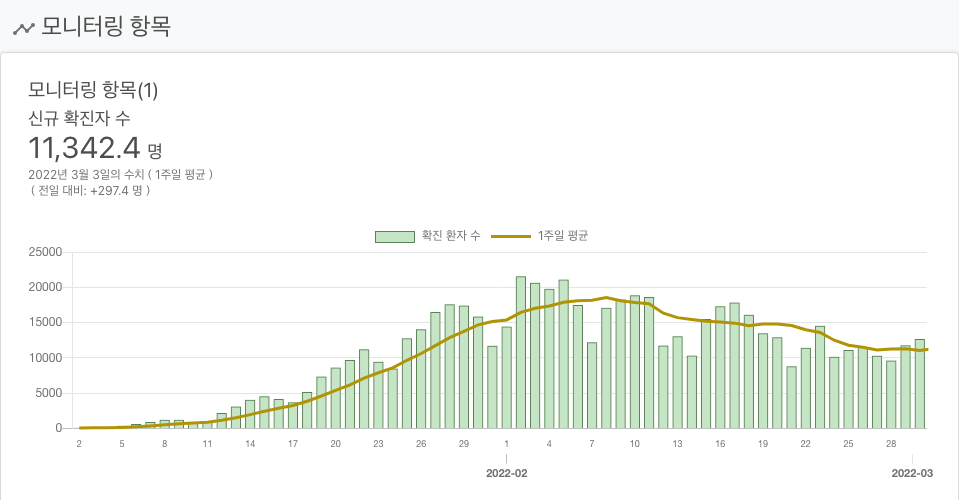 모니터링 항목
모니터링 항목(1)
신규 확진자 수
11,342.4 명
2022년 3월 3일의 수치 ( 1주일 평균 )
( 전일 대비: +297.4 명 )
확진 환자 수 1주일 평균
25000
20000
15000
10000
5000
0
2 5 8 11 14 17 20 23 26 29 1 4 7 10 13 16 19 22 25 28
2022-02 2022-03